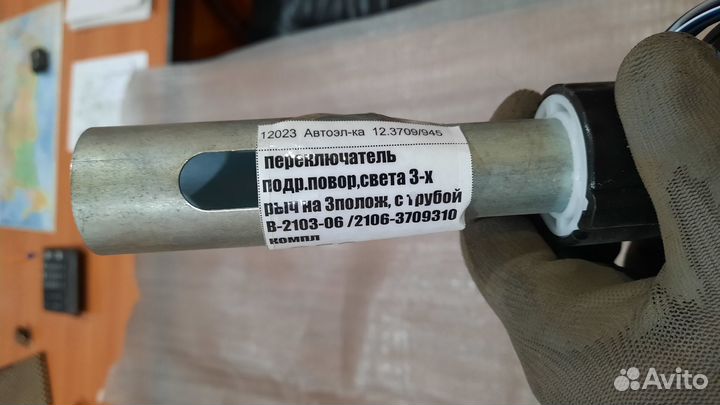 12023 Автоэл-ка 12.3709/945
переключатель
подр.повор,света 3-х
рыч на 3полож, с трубой
В-2103-06 /2106-3709310
компл
Avito